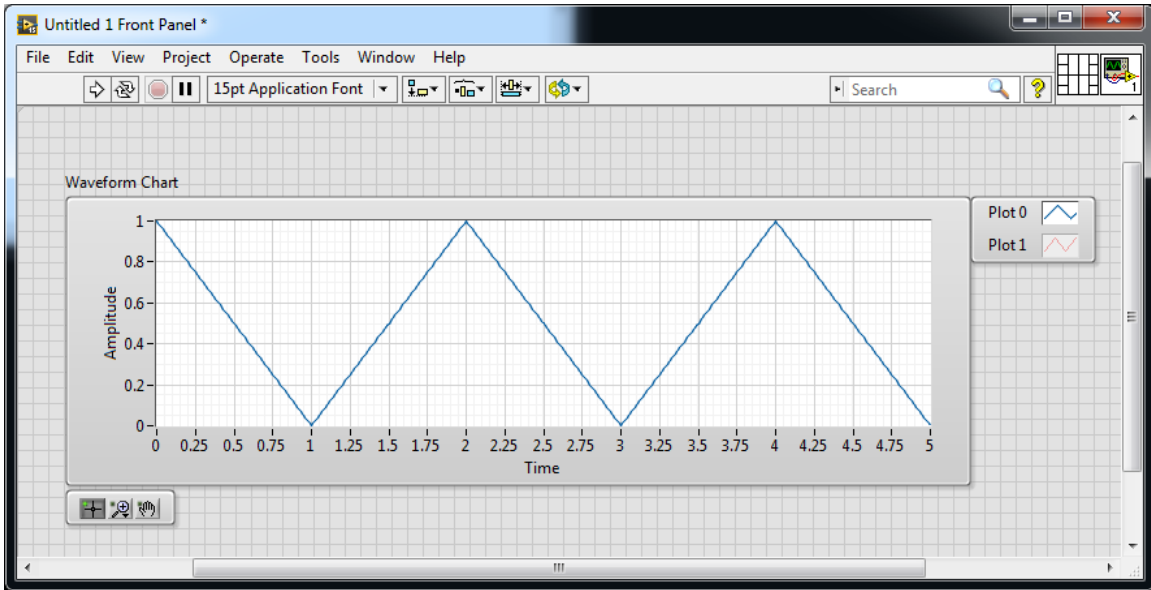 Untitled 1 Front Panel *
File Edit View Project Operate Tools Window Help
15pt Application Font Search ? 1
Waveform Chart
Plot 0
Plot 1
1
0.8
0.6
0.4
0.2
0
Amplitude
0 0.25 0.5 0.75 1 1.25 1.5 1.75 2 2.25 2.5 2.75 3 3.25 3.5 3.75 4 4.25 4.5 4.75 5
Time